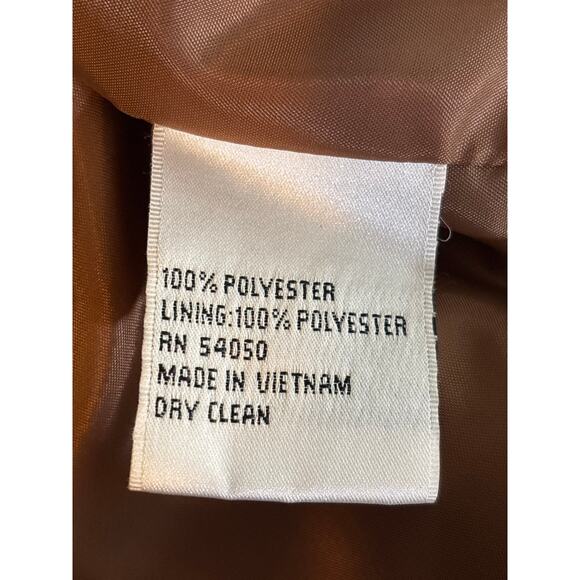 100% POLYESTER
LINING:100% POLYESTER
RN 54050
MADE IN VIETNAM
DRY CLEAN